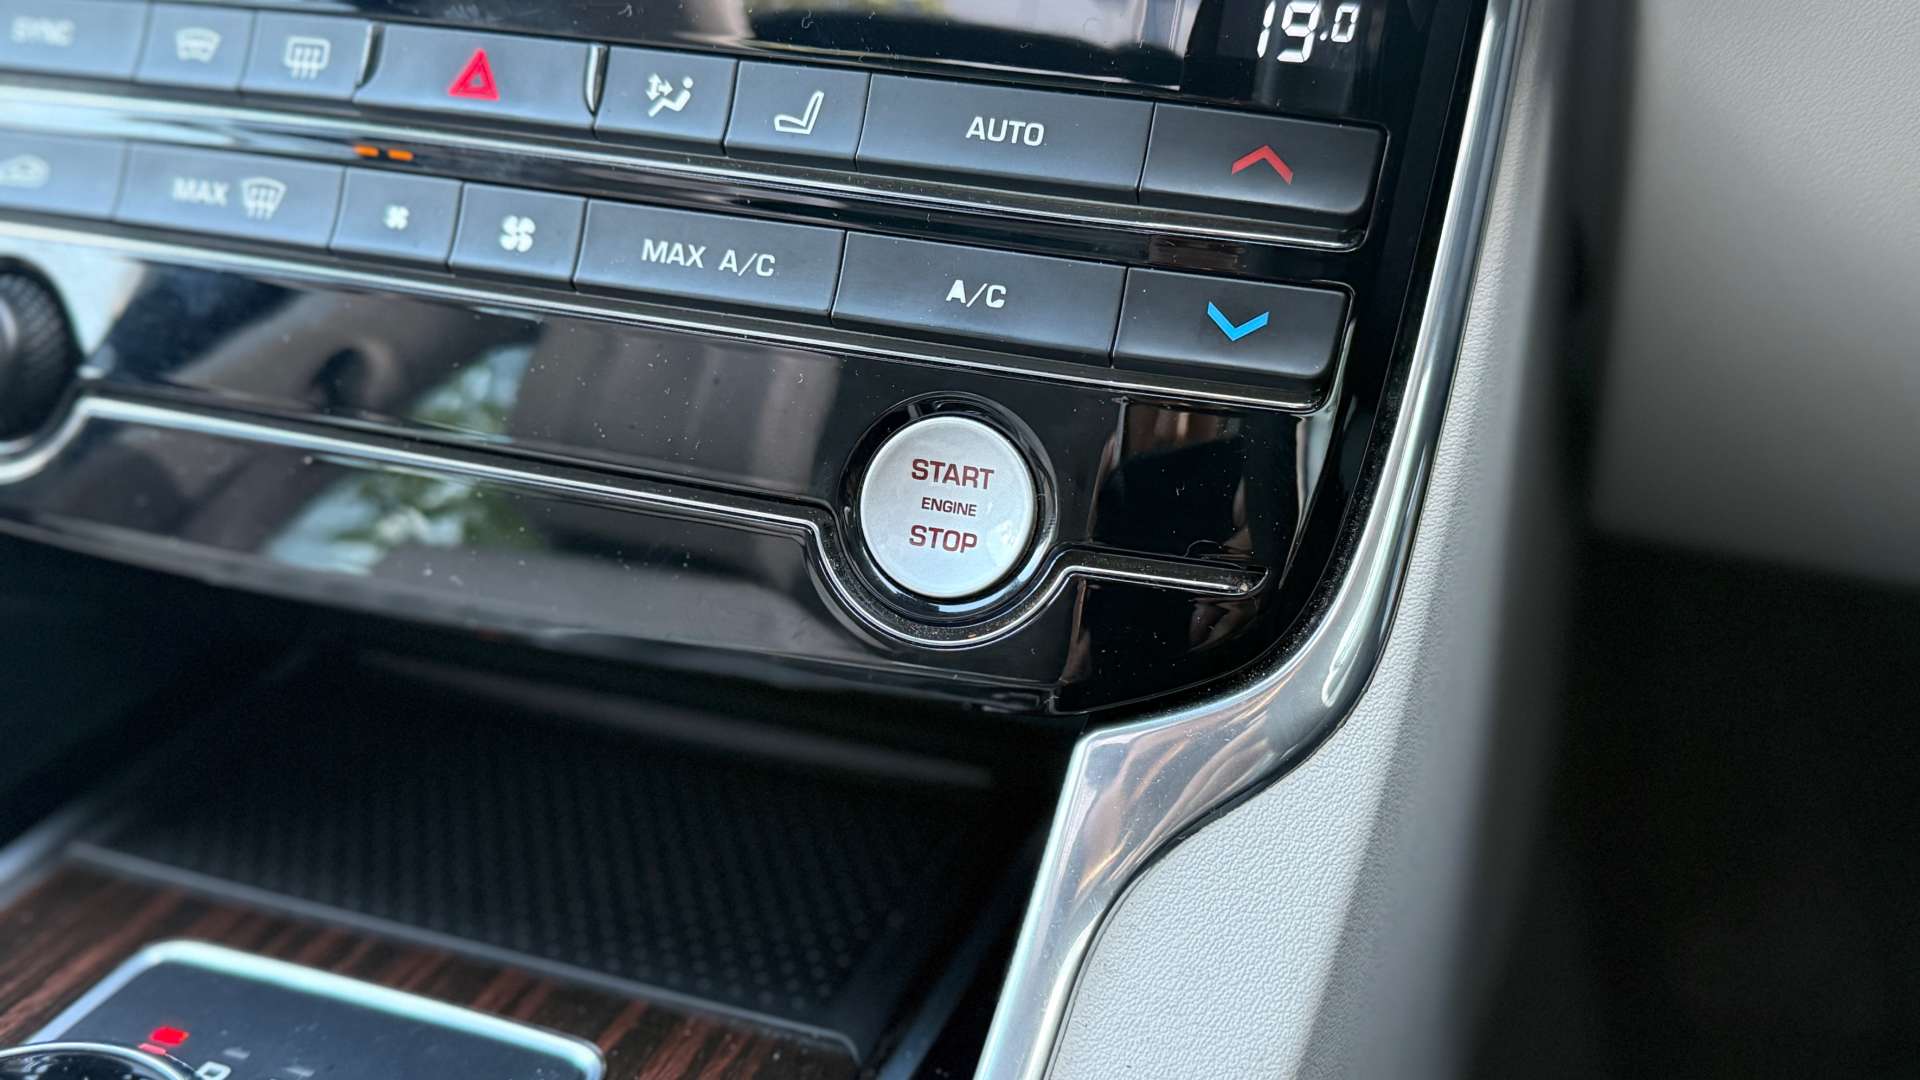 19.0
SYNC
AUTO
MAX
MAX A/C
A/C
START
ENGINE
STOP